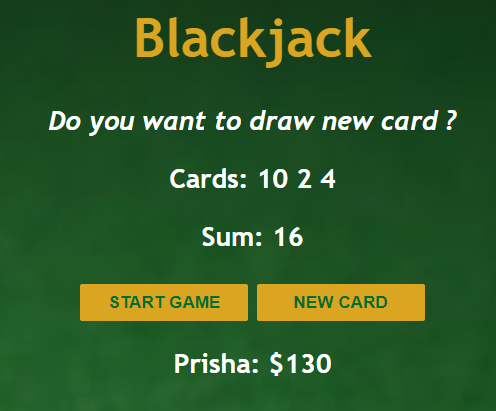 Blackjack
Do you want to draw new card ?
Cards: 10 2 4
Sum: 16
START GAME NEW CARD
Prisha: $130